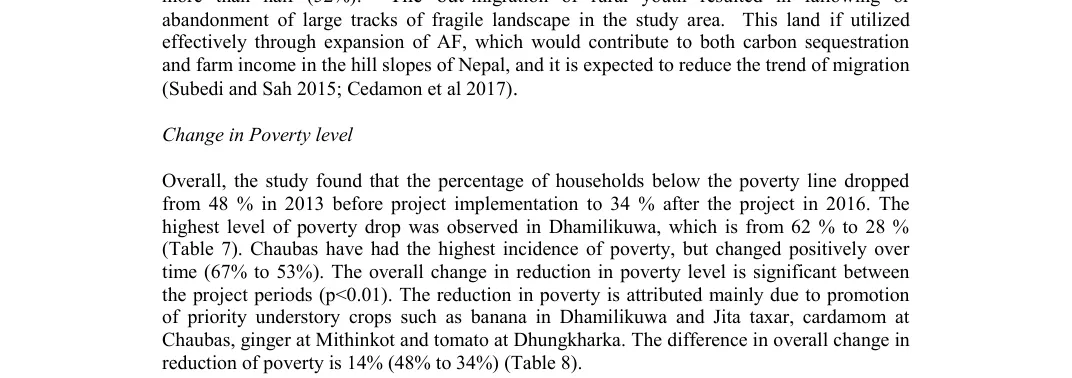 abandonment of large tracks of fragile landscape in the study area. This land if utilized
effectively through expansion of AF, which would contribute to both carbon sequestration
and farm income in the hill slopes of Nepal, and it is expected to reduce the trend of migration
(Subedi and Sah 2015; Cedamon et al 2017).
Change in Poverty level
Overall, the study found that the percentage of households below the poverty line dropped
from 48 % in 2013 before project implementation to 34 % after the project in 2016. The
highest level of poverty drop was observed in Dhamilikuwa, which is from 62 % to 28 %
(Table 7). Chaubas have had the highest incidence of poverty, but changed positively over
time (67% to 53%). The overall change in reduction in poverty level is significant between
the project periods (p<0.01). The reduction in poverty is attributed mainly due to promotion
of priority understory crops such as banana in Dhamilikuwa and Jita taxar, cardamom at
Chaubas, ginger at Mithinkot and tomato at Dhungkharka. The difference in overall change in
reduction of poverty is 14% (48% to 34%) (Table 8).